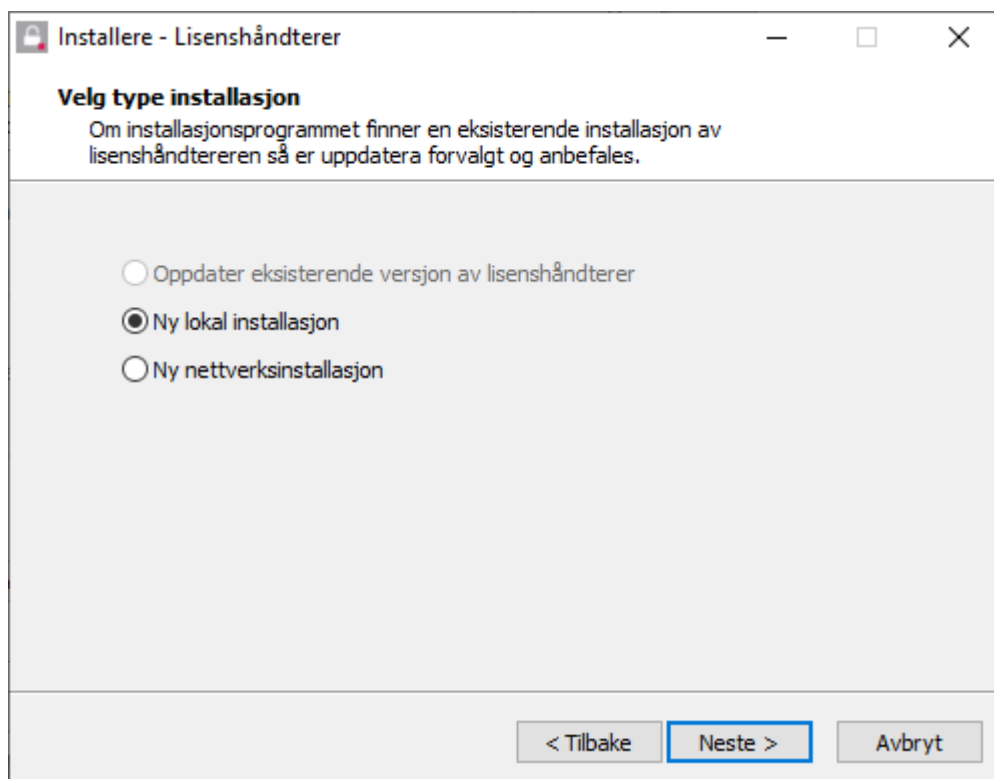 Installere - Lisenshåndterer
Velg type installasjon
Om installasjonsprogrammet finner en eksisterende installasjon av
lisenshåndtereren så er uppdatera forvalgt og anbefales.
Oppdater eksisterende versjon av lisenshåndterer
Ny lokal installasjon
Ny nettverksinstallasjon
< Tilbake
Neste >
Avbryt